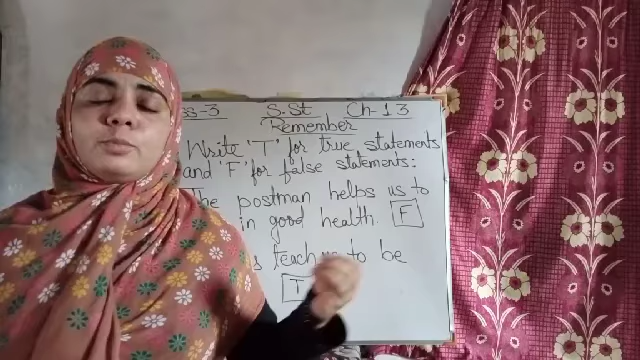 ss-3 S.St Ch-13
Remember
Write 'T' for true statements
and 'F' for false statements:
The postman helps us to
in good health. F
s teach us to be
T